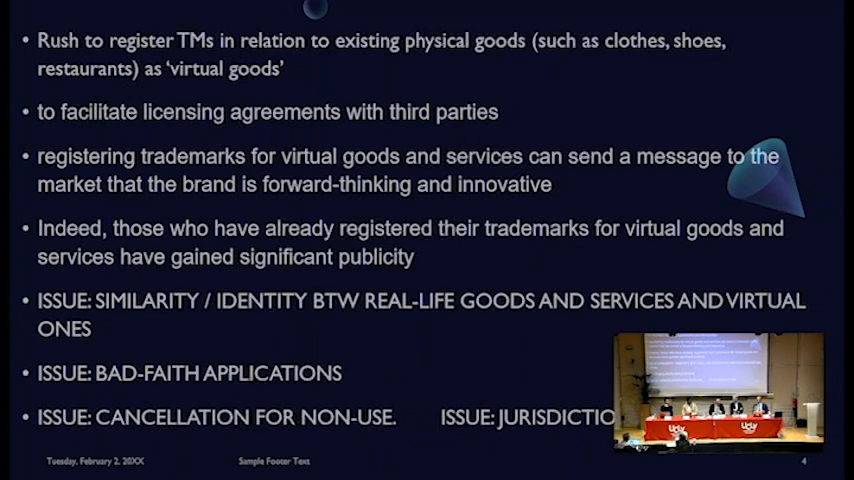 • Rush to register TMs in relation to existing physical goods (such as clothes, shoes,
restaurants) as ‘virtual goods’
• to facilitate licensing agreements with third parties
• registering trademarks for virtual goods and services can send a message to the
market that the brand is forward-thinking and innovative
• Indeed, those who have already registered their trademarks for virtual goods and
services have gained significant publicity
• ISSUE: SIMILARITY / IDENTITY BTW REAL-LIFE GOODS AND SERVICES AND VIRTUAL
ONES
• ISSUE: BAD-FAITH APPLICATIONS
• ISSUE: CANCELLATION FOR NON-USE. ISSUE: JURISDICTIO
Tuesday, February 2, 20XX
Sample Footer Text
4